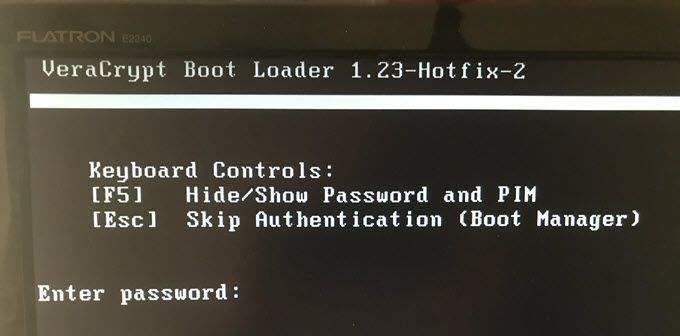 FLATRON E2240
VeraCrypt Boot Loader 1.23-Hotfix-2
Keyboard Controls:
[F5] Hide/Show Password and PIM
[Esc] Skip Authentication (Boot Manager)
Enter password: